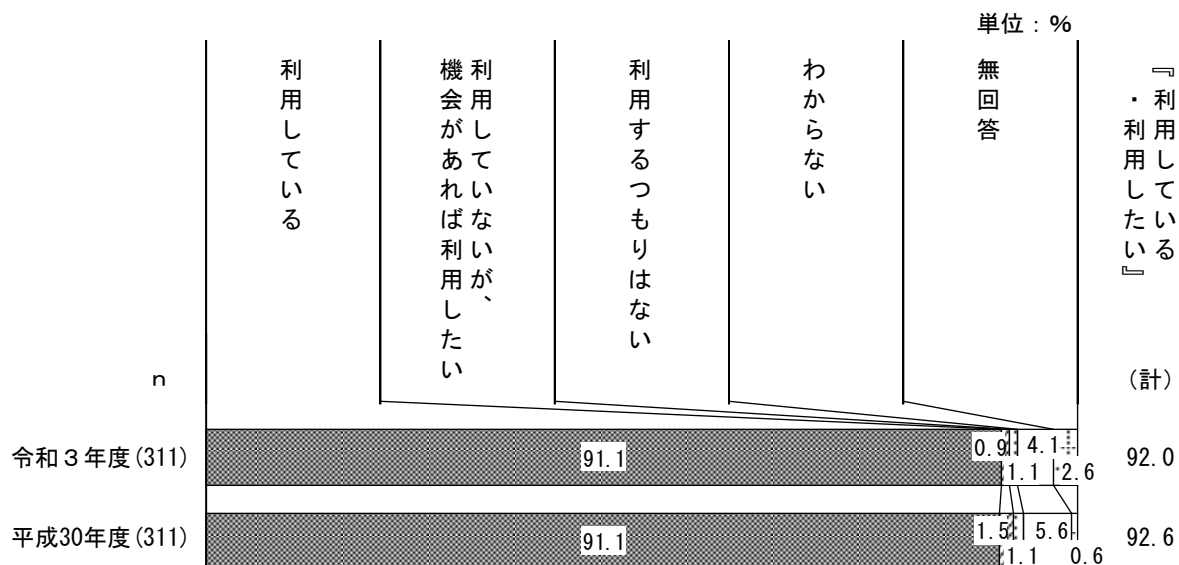 単位：％
利用している
利用していないが、
機会があれば利用したい
利用するつもりはない
わからない
無回答
『利用している
・利用したい』
ｎ
（計）
令和３年度(311)
91.1
0.9
1.1
4.1
2.6
92.0
平成30年度(311)
91.1
1.5
1.1
5.6
0.6
92.6